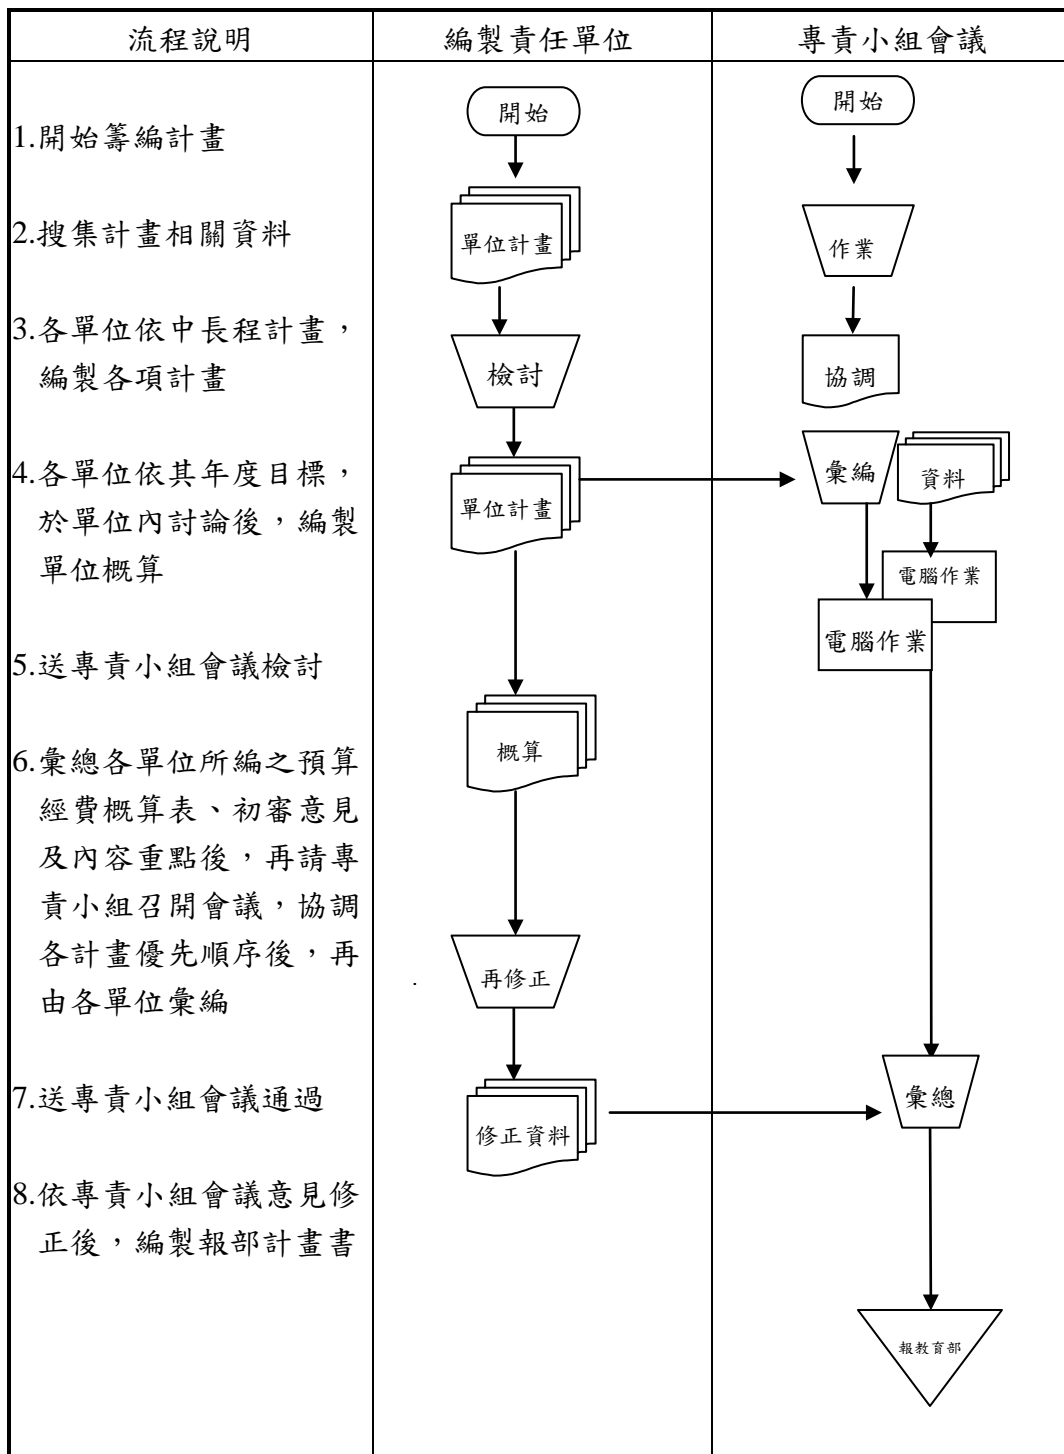 流程說明
編製責任單位
專責小組會議
1.開始籌編計畫
2.搜集計畫相關資料
3.各單位依中長程計畫，
編製各項計畫
4.各單位依其年度目標，
於單位內討論後，編製
單位概算
5.送專責小組會議檢討
6.彙總各單位所編之預算
經費概算表、初審意見
及內容重點後，再請專
責小組召開會議，協調
各計畫優先順序後，再
由各單位彙編
7.送專責小組會議通過
8.依專責小組會議意見修
正後，編製報部計畫書
開始
單位計畫
檢討
單位計畫
概算
再修正
修正資料
開始
作業
協調
彙編
資料
電腦作業
電腦作業
彙總
報教育部